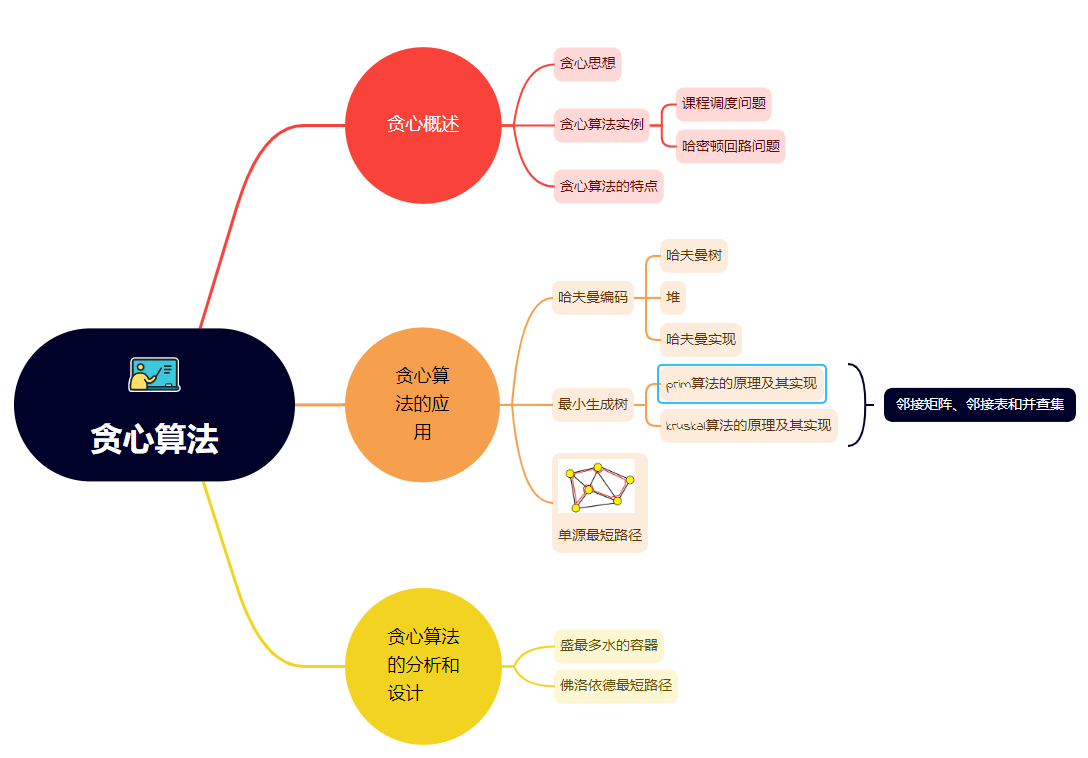 贪心算法
贪心概述
贪心思想
贪心算法实例
课程调度问题
哈密顿回路问题
贪心算法的特点
贪心算
法的应
用
哈夫曼编码
哈夫曼树
堆
哈夫曼实现
最小生成树
prim算法的原理及其实现
kruskal算法的原理及其实现
邻接矩阵、邻接表和并查集
单源最短路径
贪心算法
的分析和
设计
盛最多水的容器
佛洛依德最短路径